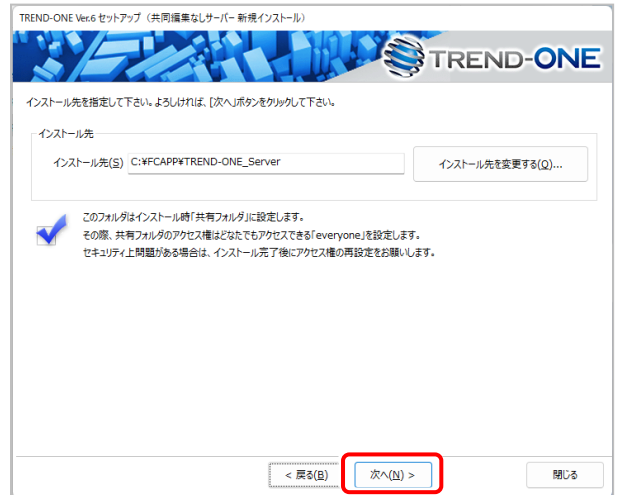 TREND-ONE Ver.6 セットアップ（共同編集なしサーバー 新規インストール）
TREND-ONE
インストール先を指定して下さい。よろしければ、[次へ]ボタンをクリックして下さい。
インストール先
インストール先(S) C:¥FCAPP¥TREND-ONE_Server インストール先を変更する(Q)...
このフォルダはインストール時「共有フォルダ」に設定します。
その際、共有フォルダのアクセス権はどなたでもアクセスできる「everyone」を設定します。
セキュリティ上問題がある場合は、インストール完了後にアクセス権の再設定をお願いします。
< 戻る(B) 次へ(N) > 閉じる